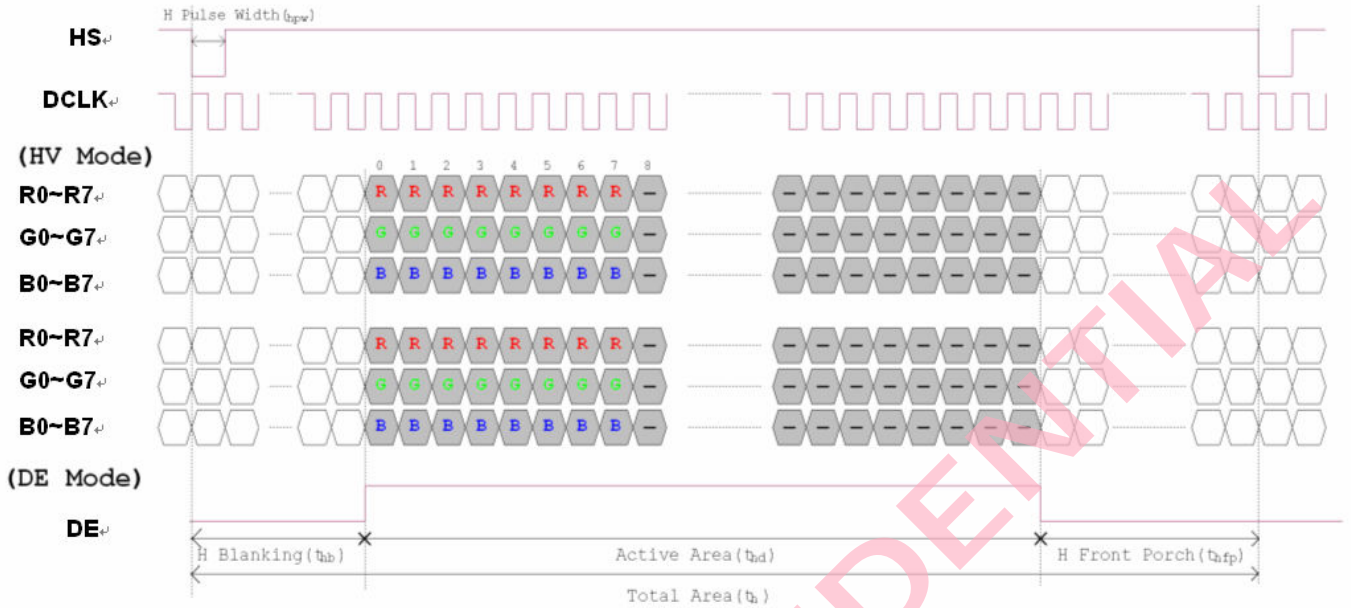 H Pulse Width(thpw)
HS
DCLK
(HV Mode)
0 1 2 3 4 5 6 7 8
R0~R7 R R R R R R R R - - - - - - - - -
G0~G7 G G G G G G G G - - - - - - - - -
B0~B7 B B B B B B B B - - - - - - - - -
R0~R7 R R R R R R R R - - - - - - - - -
G0~G7 G G G G G G G G - - - - - - - - -
B0~B7 B B B B B B B B - - - - - - - - -
(DE Mode)
DE
H Blanking(thb) Active Area(thd) H Front Porch(thfp)
Total Area(th)
IDENTIAL